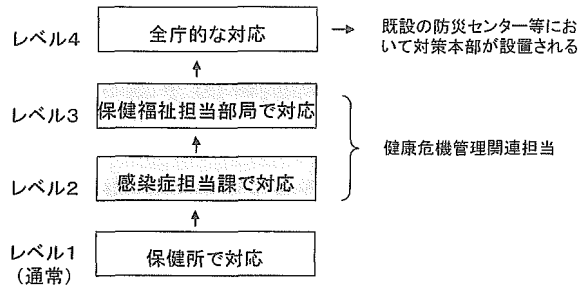 レベル4
全庁的な対応
既設の防災センター等にお
いて対策本部が設置される
レベル3
保健福祉担当部局で対応
健康危機管理関連担当
レベル2
感染症担当課で対応
レベル1
(通常)
保健所で対応